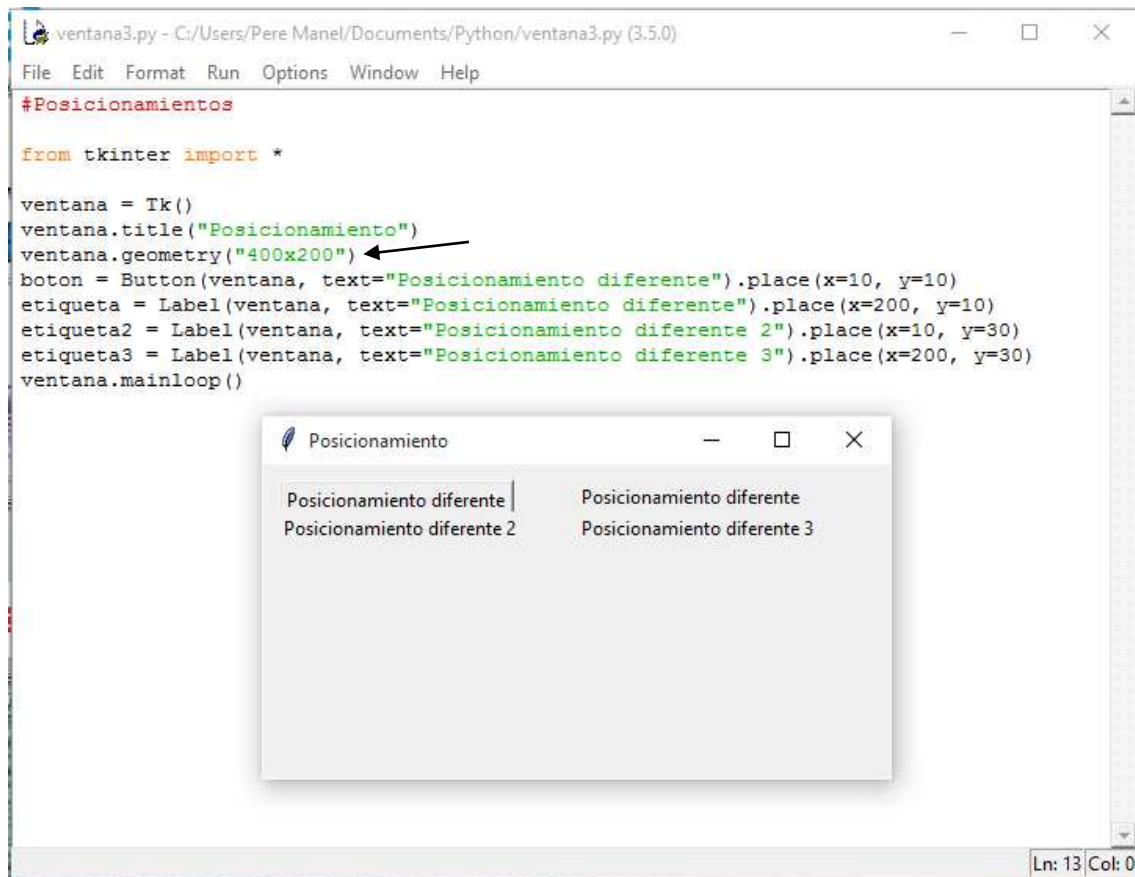 ventana3.py - C:/Users/Pere Manel/Documents/Python/ventana3.py (3.5.0)
File Edit Format Run Options Window Help
#Posicionamientos
from tkinter import *
ventana = Tk()
ventana.title("Posicionamiento")
ventana.geometry("400x200")
boton = Button(ventana, text="Posicionamiento diferente").place(x=10, y=10)
etiqueta = Label(ventana, text="Posicionamiento diferente").place(x=200, y=10)
etiqueta2 = Label(ventana, text="Posicionamiento diferente 2").place(x=10, y=30)
etiqueta3 = Label(ventana, text="Posicionamiento diferente 3").place(x=200, y=30)
ventana.mainloop()
Posicionamiento
Posicionamiento diferente Posicionamiento diferente
Posicionamiento diferente 2 Posicionamiento diferente 3
Ln: 13 Col: 0